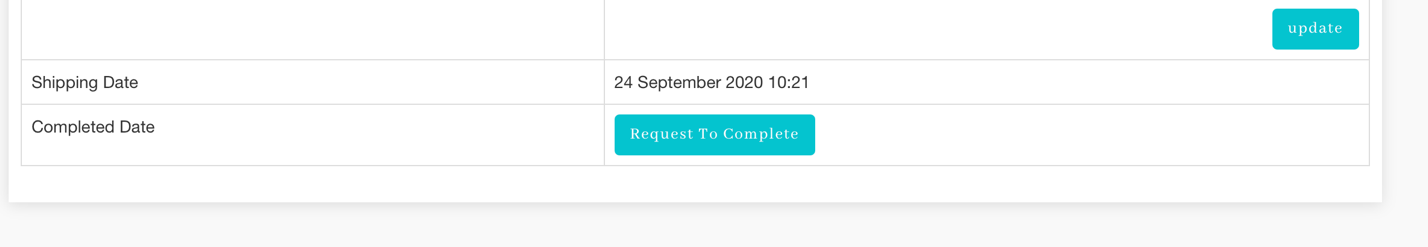 update
Shipping Date
24 September 2020 10:21
Completed Date
Request To Complete